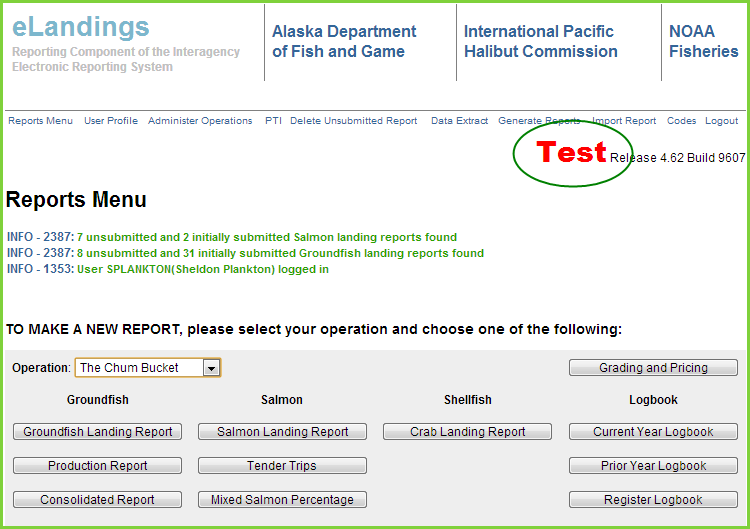 eLandings
Reporting Component of the Interagency
Electronic Reporting System
Alaska Department
of Fish and Game
International Pacific
Halibut Commission
NOAA
Fisheries
Reports Menu User Profile Administer Operations PTI Delete Unsubmitted Report Data Extract Generate Reports Import Report Codes Logout
Test Release 4.62 Build 9607
Reports Menu
INFO - 2387: 7 unsubmitted and 2 initially submitted Salmon landing reports found
INFO - 2387: 8 unsubmitted and 31 initially submitted Groundfish landing reports found
INFO - 1353: User SPLANKTON(Sheldon Plankton) logged in
TO MAKE A NEW REPORT, please select your operation and choose one of the following:
Operation: The Chum Bucket Grading and Pricing
Groundfish Salmon Shellfish Logbook
Groundfish Landing Report Salmon Landing Report Crab Landing Report Current Year Logbook
Production Report Tender Trips Prior Year Logbook
Consolidated Report Mixed Salmon Percentage Register Logbook